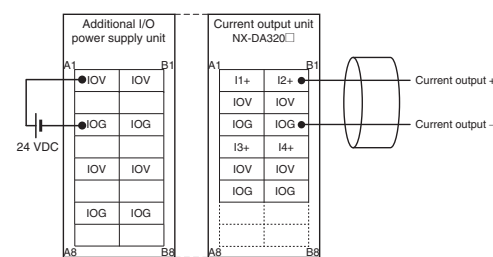 Additional I/O
power supply unit
Current output unit
NX-DA320□
A1
B1
A1
B1
IOV IOV
I1+ I2+
Current output +
IOV IOV
IOG IOG
IOG IOG
Current output −
24 VDC
I3+ I4+
IOV IOV
IOV IOV
IOG IOG
IOG IOG
A8
B8
A8
B8